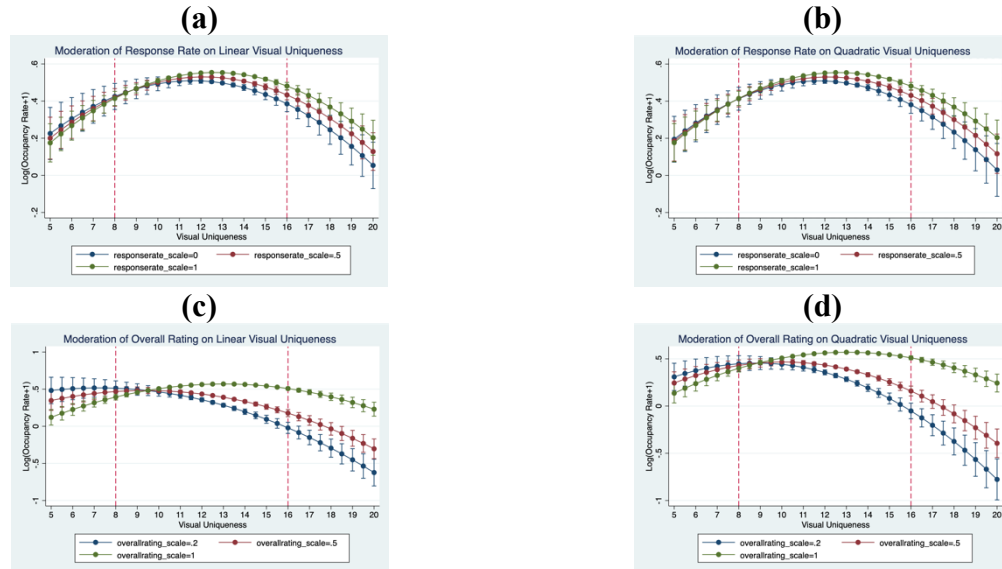 (a)
Moderation of Response Rate on Linear Visual Uniqueness
Log(Occupancy Rate+1)
.6
.4
.2
0
-.2
5 6 7 8 9 10 11 12 13 14 15 16 17 18 19 20
Visual Uniqueness
responserate_scale=0 responserate_scale=.5
responserate_scale=1
(b)
Moderation of Response Rate on Quadratic Visual Uniqueness
Log(Occupancy Rate+1)
.6
.4
.2
0
-.2
5 6 7 8 9 10 11 12 13 14 15 16 17 18 19 20
Visual Uniqueness
responserate_scale=0 responserate_scale=.5
responserate_scale=1
(c)
Moderation of Overall Rating on Linear Visual Uniqueness
Log(Occupancy Rate+1)
1
.5
0
-.5
-1
5 6 7 8 9 10 11 12 13 14 15 16 17 18 19 20
Visual Uniqueness
overallrating_scale=.2 overallrating_scale=.5
overallrating_scale=1
(d)
Moderation of Overall Rating on Quadratic Visual Uniqueness
Log(Occupancy Rate+1)
.5
0
-.5
-1
5 6 7 8 9 10 11 12 13 14 15 16 17 18 19 20
Visual Uniqueness
overallrating_scale=.2 overallrating_scale=.5
overallrating_scale=1